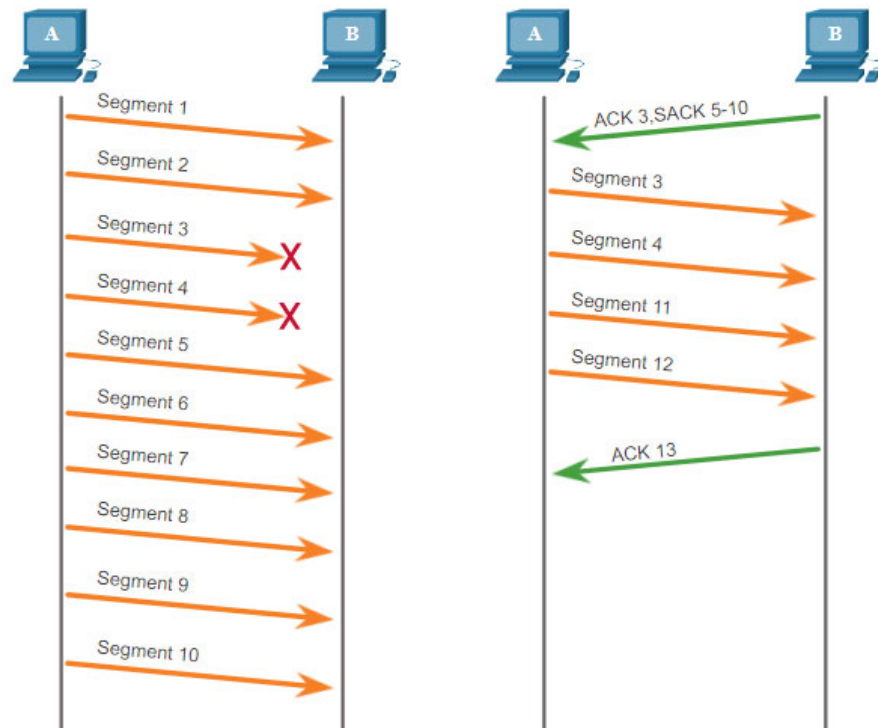 A
B
Segment 1
Segment 2
Segment 3
X
Segment 4
X
Segment 5
Segment 6
Segment 7
Segment 8
Segment 9
Segment 10
A
B
ACK 3,SACK 5-10
Segment 3
Segment 4
Segment 11
Segment 12
ACK 13